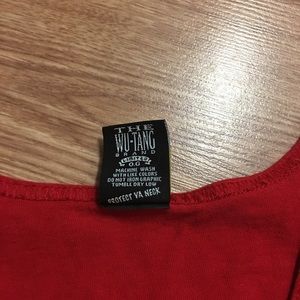 THE
WU-TANG
BRAND
LIMITED
O.G
MACHINE WASH
WITH LIKE COLORS
DO NOT IRON GRAPHIC
TUMBLE DRY LOW
PROTECT YA NECK